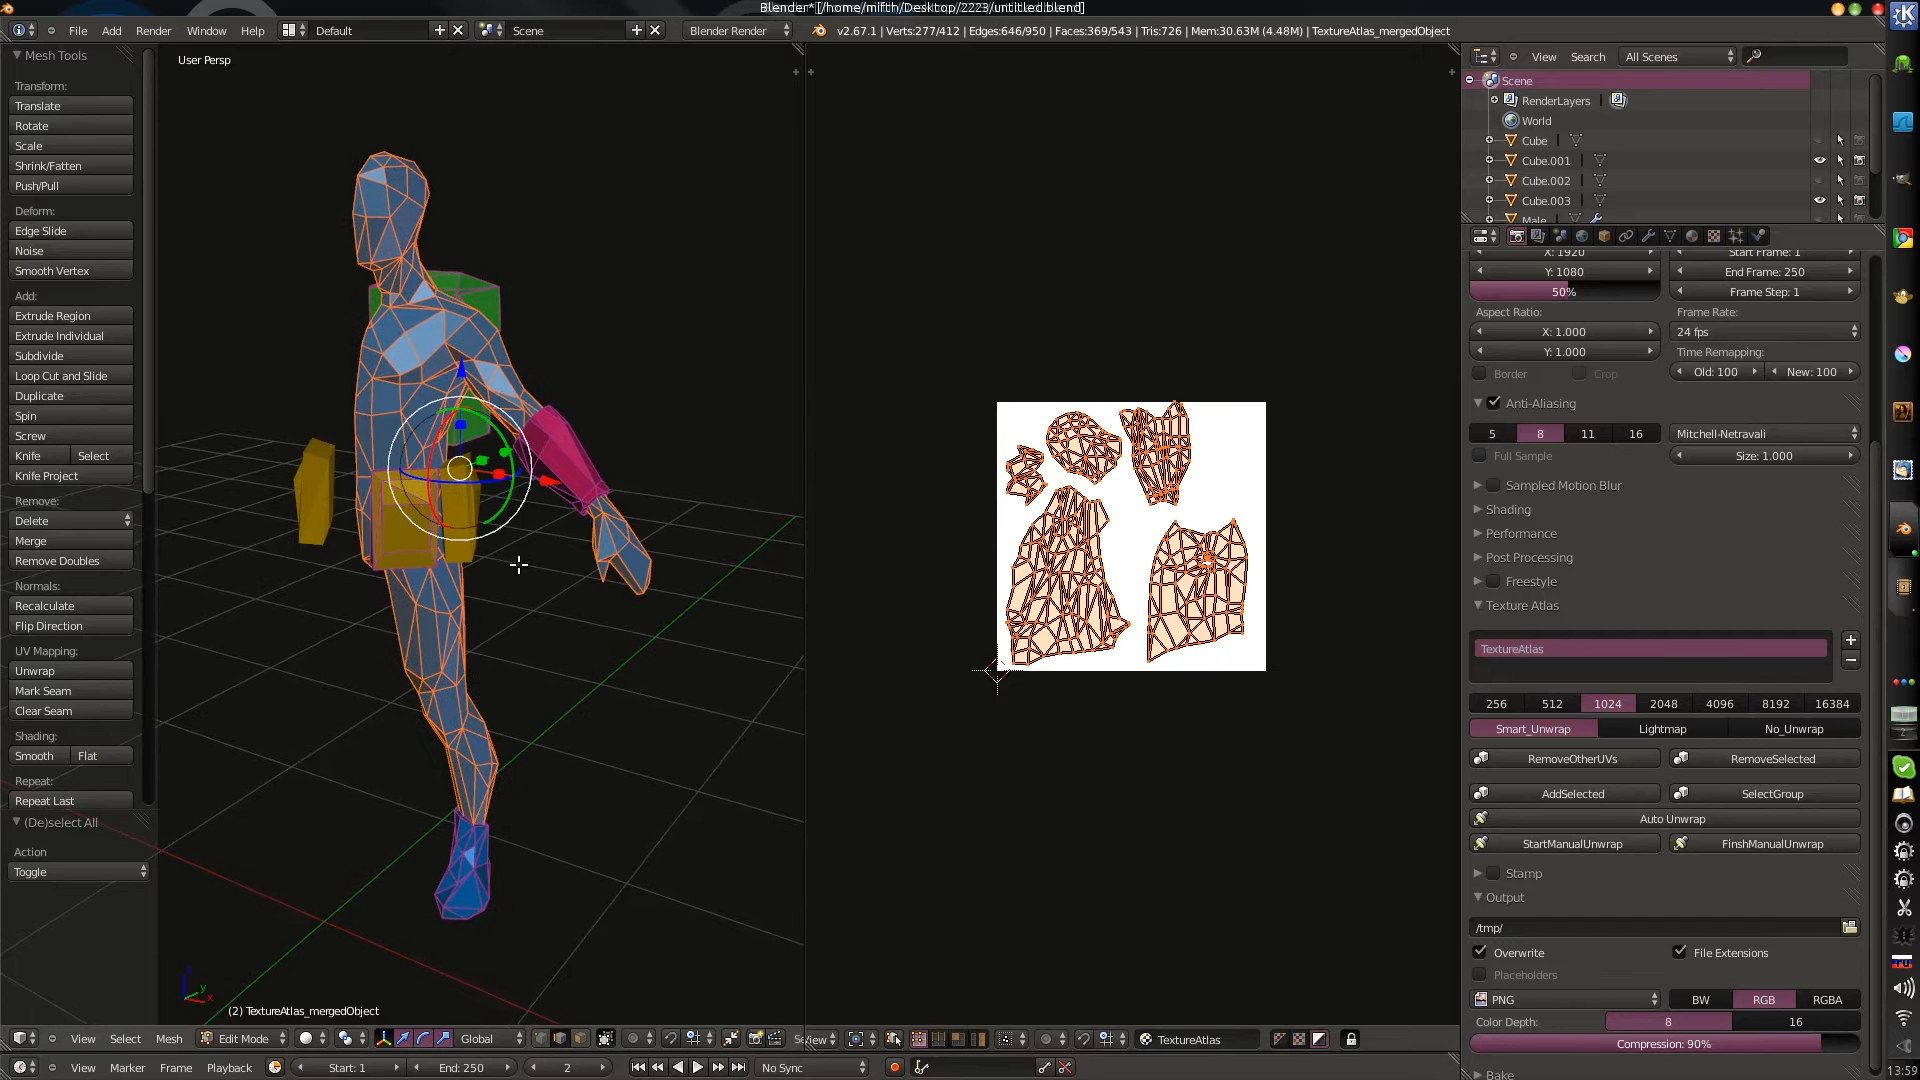 Blender*[/home/mifth/Desktop/2223/untitled.blend]
File Add Render Window Help Default Scene Blender Render v2.67.1 | Verts:277/412 | Edges:646/950 | Faces:369/543 | Tris:726 | Mem:30.63M (4.48M) | TextureAtlas_mergedObject
Mesh Tools
Transform:
Translate
Rotate
Scale
Shrink/Fatten
Push/Pull
Deform:
Edge Slide
Noise
Smooth Vertex
Add:
Extrude Region
Extrude Individual
Subdivide
Loop Cut and Slide
Duplicate
Spin
Screw
Knife Select
Knife Project
Remove:
Delete
Merge
Remove Doubles
Normals:
Recalculate
Flip Direction
UV Mapping:
Unwrap
Mark Seam
Clear Seam
Shading:
Smooth Flat
Repeat:
Repeat Last
(De)select All
Action
Toggle
User Persp
z
y
x
(2) TextureAtlas_mergedObject
View Select Mesh Edit Mode Global
View TextureAtlas
View Marker Frame Playback Start: 1 End: 250 2 No Sync
View Search All Scenes
Scene
RenderLayers
World
Cube
Cube.001
Cube.002
Cube.003
Male
X: 1920 Start Frame: 1
Y: 1080 End Frame: 250
50% Frame Step: 1
Aspect Ratio: Frame Rate:
X: 1.000 24 fps
Y: 1.000 Time Remapping:
Border Crop Old: 100 New: 100
Anti-Aliasing
5 8 11 16 Mitchell-Netravali
Full Sample Size: 1.000
Sampled Motion Blur
Shading
Performance
Post Processing
Freestyle
Texture Atlas
TextureAtlas
256 512 1024 2048 4096 8192 16384
Smart_Unwrap Lightmap No_Unwrap
RemoveOtherUVs RemoveSelected
AddSelected SelectGroup
Auto Unwrap
StartManualUnwrap FinshManualUnwrap
Stamp
Output
/tmp/
Overwrite File Extensions
Placeholders
PNG BW RGB RGBA
Color Depth: 8 16
Compression: 90%
Bake
2
ru
13:59